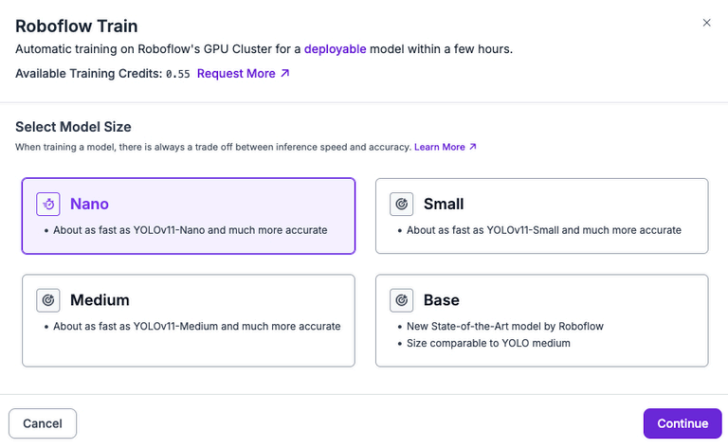 Roboflow Train
Automatic training on Roboflow's GPU Cluster for a deployable model within a few hours.
Available Training Credits: 0.55 Request More ↗
Select Model Size
When training a model, there is always a trade off between inference speed and accuracy. Learn More ↗
Nano
• About as fast as YOLOv11-Nano and much more accurate
Small
• About as fast as YOLOv11-Small and much more accurate
Medium
• About as fast as YOLOv11-Medium and much more accurate
Base
• New State-of-the-Art model by Roboflow
• Size comparable to YOLO medium
Cancel
Continue